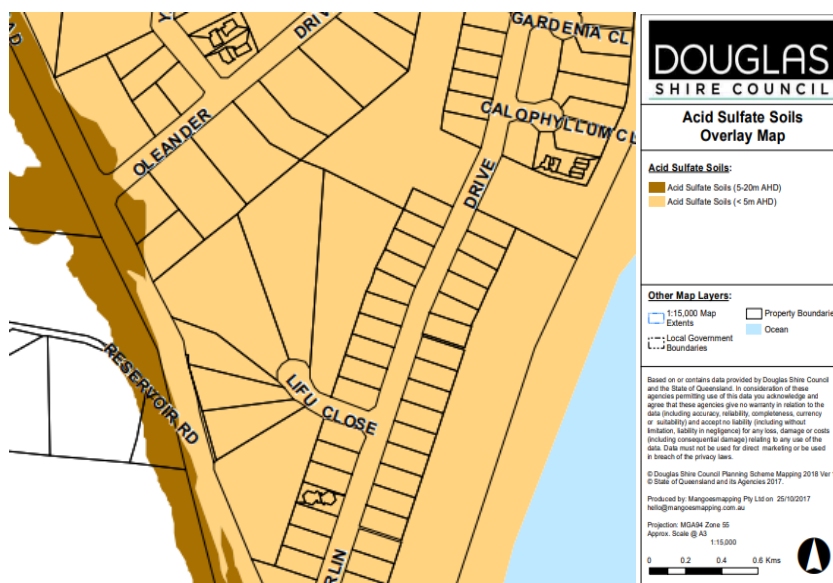 AD
Y
DRIV
GARDENIA CL
OLEANDER
CALOPHYLLUM CL
DRIVE
RESERVOIR RD
LIFU CLOSE
RLIN
DOUGLAS
SHIRE COUNCIL
Acid Sulfate Soils
Overlay Map
Acid Sulfate Soils:
Acid Sulfate Soils (5-20m AHD)
Acid Sulfate Soils (< 5m AHD)
Other Map Layers:
1:15,000 Map
Extents
Local Government
Boundaries
Property Boundarie
Ocean
Based on or contains data provided by Douglas Shire Council
and the State of Queensland. In consideration of these
agencies permitting use of this data you acknowledge and
agree that these agencies give no warranty in relation to the
data (including accuracy, reliability, completeness, currency
or suitability) and accept no liability (including without
limitation, liability in negligence) for any loss, damage or costs
(including consequential damage) relating to any use of the
data. Data must not be used for direct marketing or be used
in breach of the privacy laws.
© Douglas Shire Council Planning Scheme Mapping 2018 Ver
© State of Queensland and Its Agencies 2017.
Produced by: Mangoesmapping Pty Ltd on 25/10/2017
hello@mangoesmapping.com.au
Projection: MGA94 Zone 55
Approx. Scale @ A3
1:15,000
0 0.2 0.4 0.6 Kms